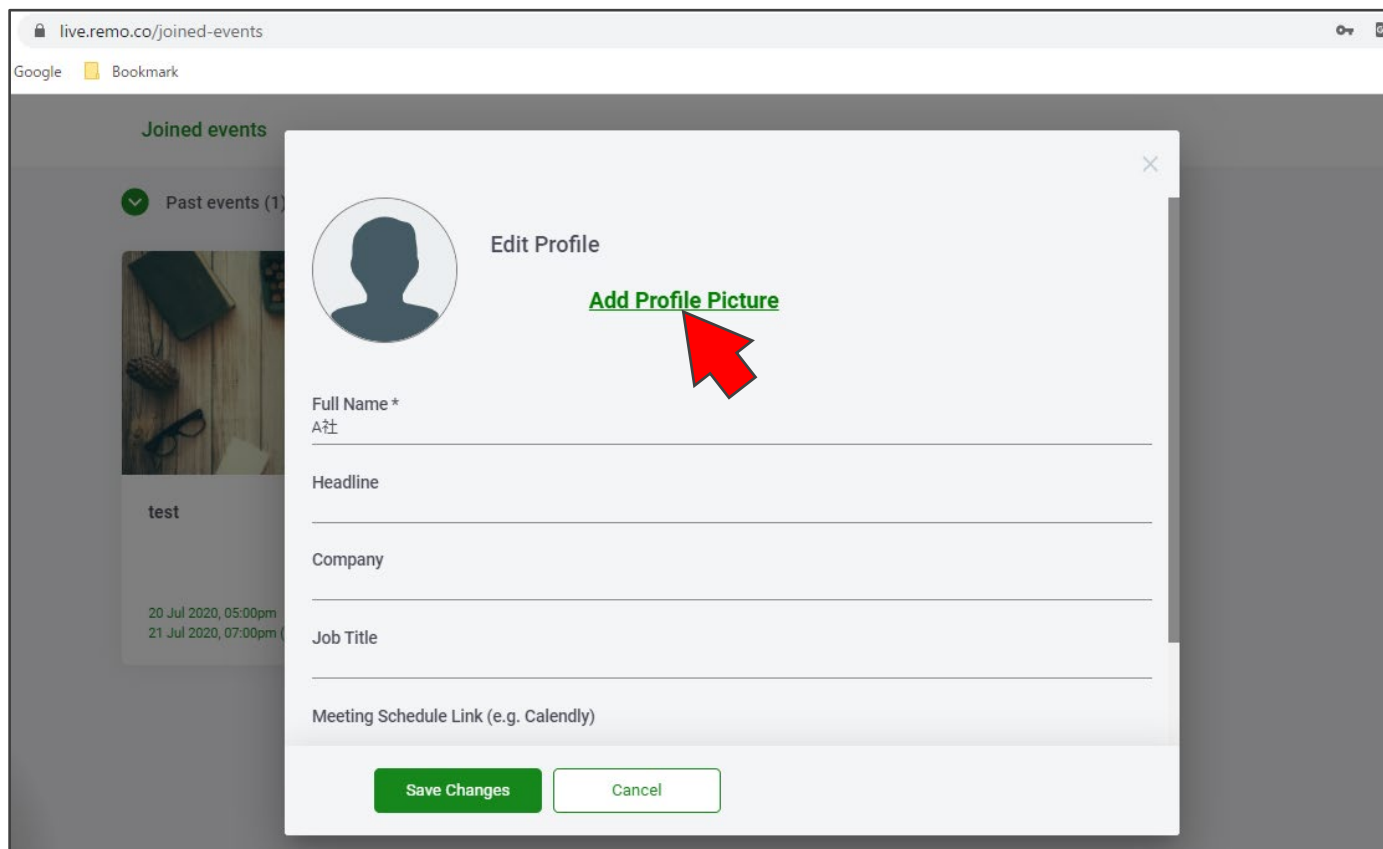 live.remo.co/joined-events
Google Bookmark
Joined events
Past events (1)
Edit Profile
Add Profile Picture
Full Name *
A社
Headline
test
Company
20 Jul 2020, 05:00pm
21 Jul 2020, 07:00pm (
Job Title
Meeting Schedule Link (e.g. Calendly)
Save Changes Cancel